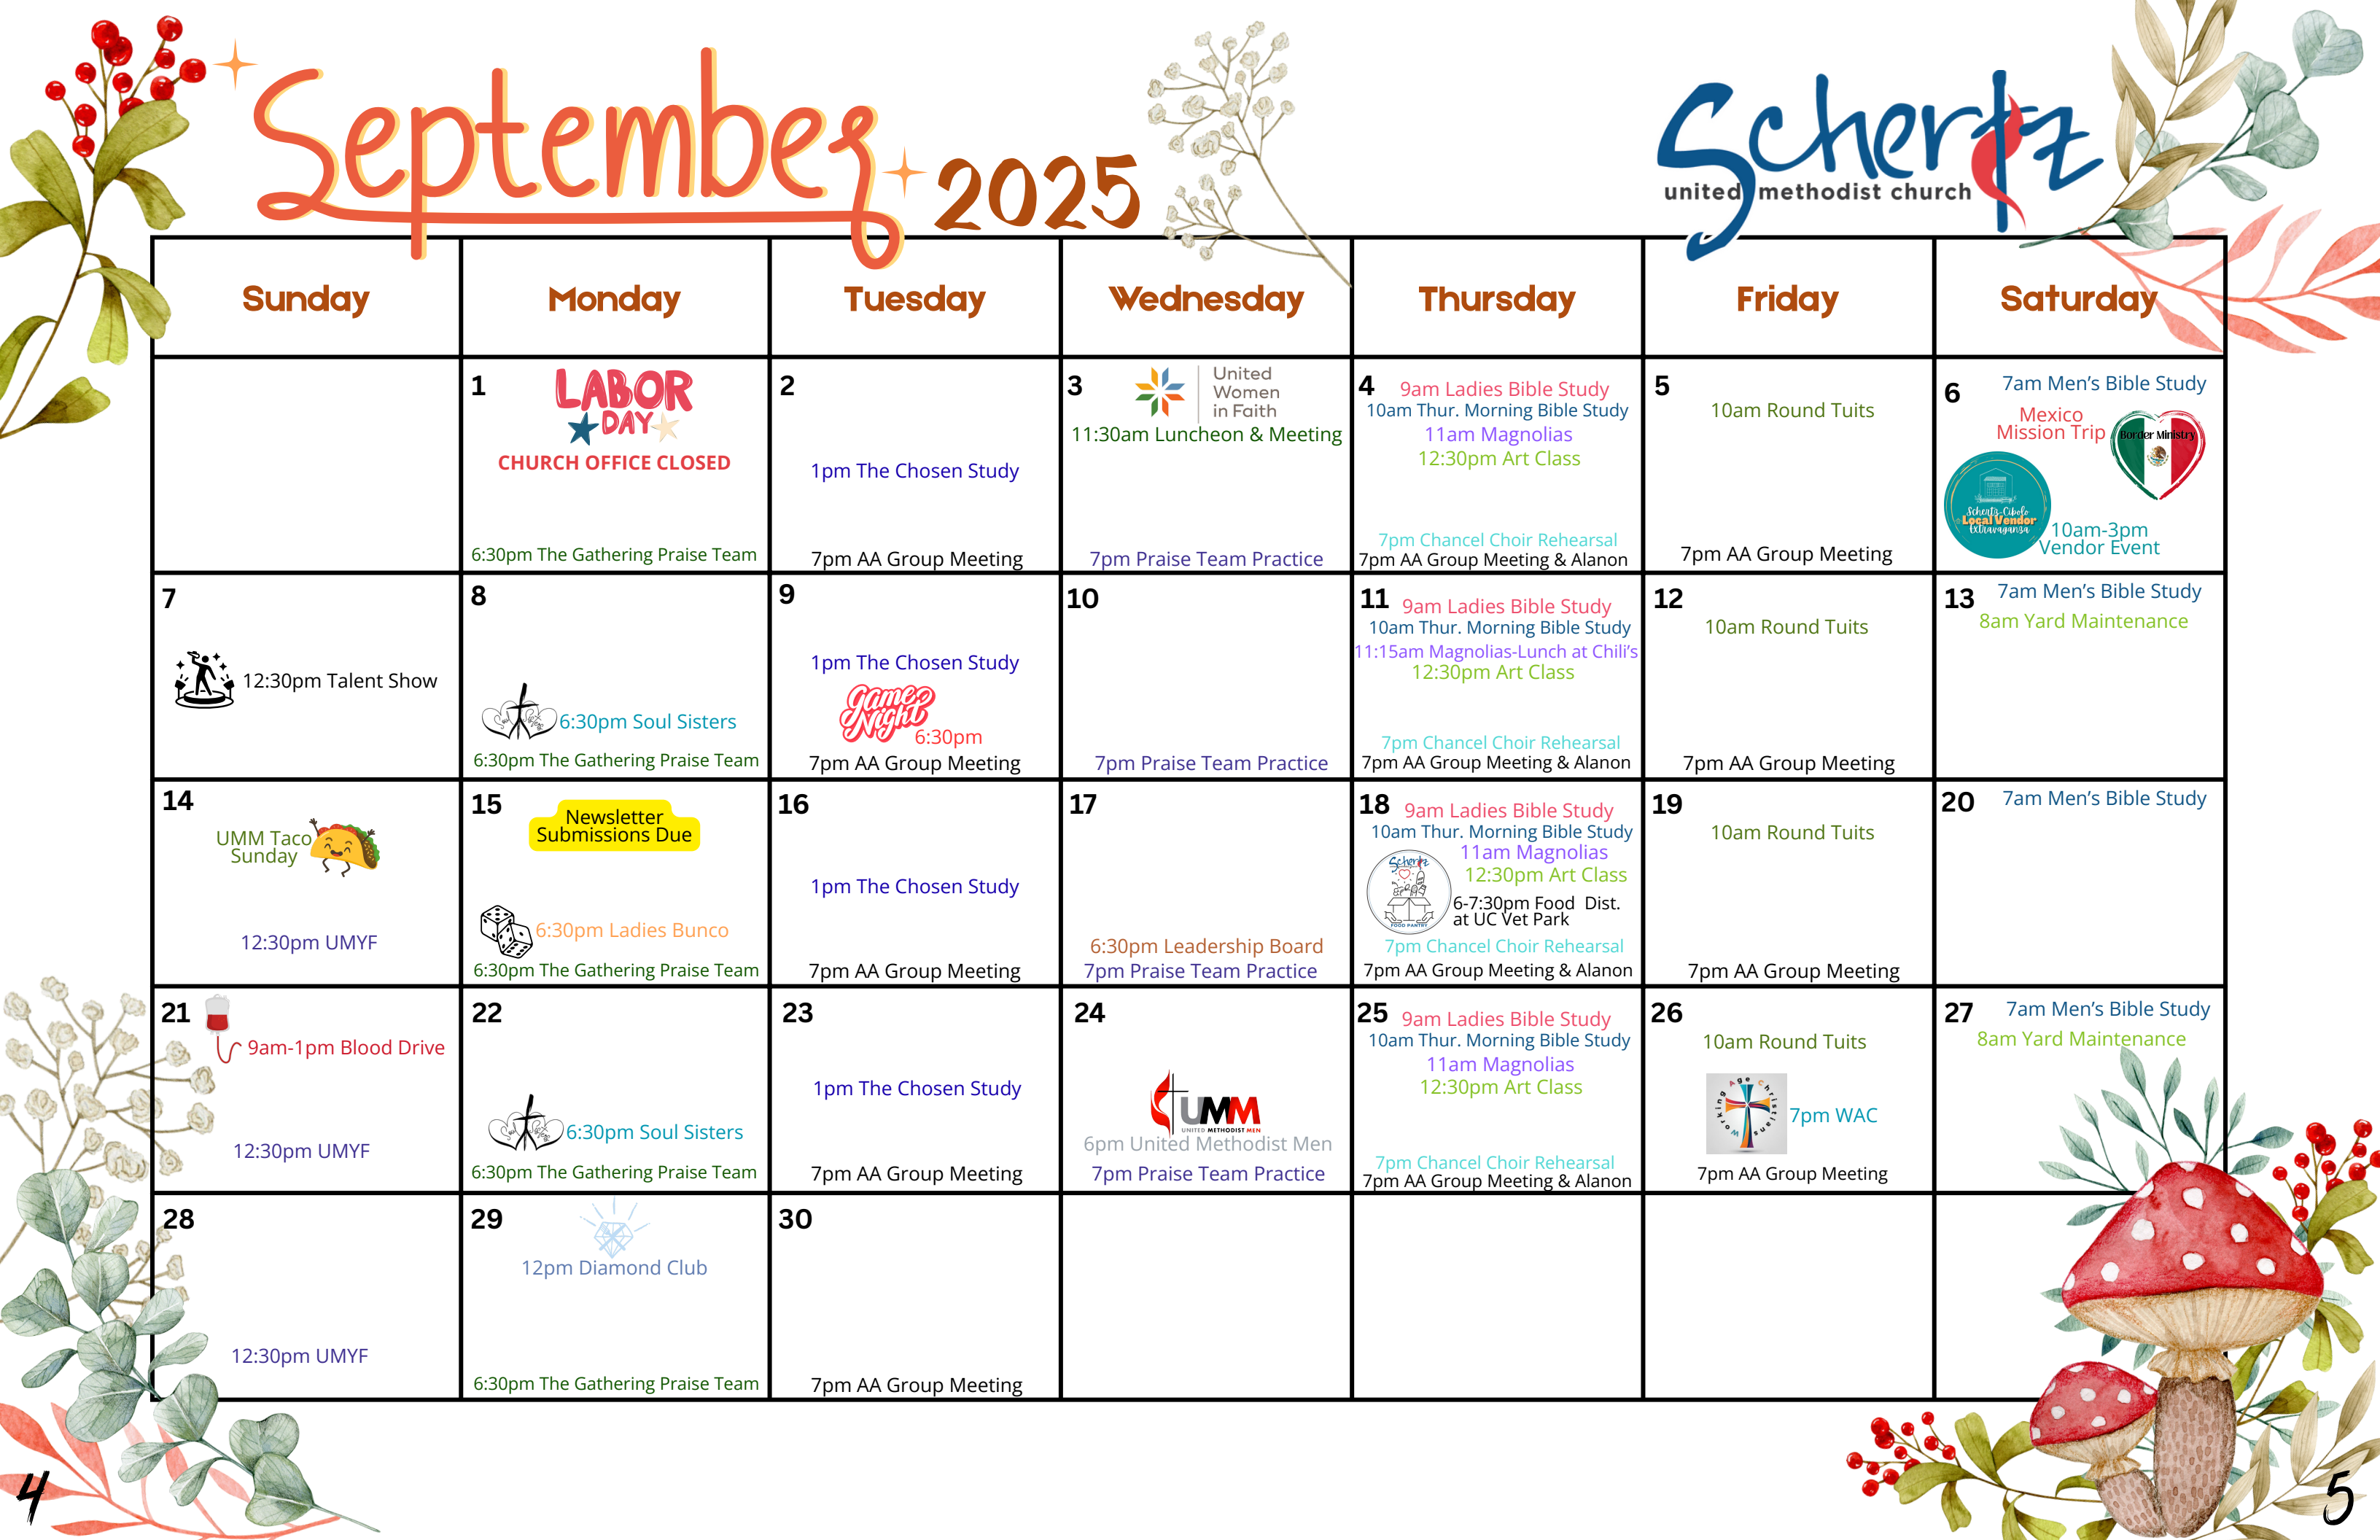 September 2025
Schertz
united methodist church
Sunday
Monday
Tuesday
Wednesday
Thursday
Friday
Saturday
1
LABOR
DAY
CHURCH OFFICE CLOSED
6:30pm The Gathering Praise Team
2
1pm The Chosen Study
7pm AA Group Meeting
3
United
Women
in Faith
11:30am Luncheon & Meeting
7pm Praise Team Practice
4
9am Ladies Bible Study
10am Thur. Morning Bible Study
11am Magnolias
12:30pm Art Class
7pm Chancel Choir Rehearsal
7pm AA Group Meeting & Alanon
5
10am Round Tuits
7pm AA Group Meeting
6
7am Men's Bible Study
Mexico
Mission Trip
Border Ministry
Schertz-Cibolo
Local Vendor
Extravaganza
10am-3pm
Vendor Event
7
12:30pm Talent Show
8
6:30pm Soul Sisters
6:30pm The Gathering Praise Team
9
1pm The Chosen Study
Game
Night
6:30pm
7pm AA Group Meeting
10
7pm Praise Team Practice
11
9am Ladies Bible Study
10am Thur. Morning Bible Study
11:15am Magnolias-Lunch at Chili's
12:30pm Art Class
7pm Chancel Choir Rehearsal
7pm AA Group Meeting & Alanon
12
10am Round Tuits
7pm AA Group Meeting
13
7am Men's Bible Study
8am Yard Maintenance
14
UMM Taco
Sunday
12:30pm UMYF
15
Newsletter
Submissions Due
6:30pm Ladies Bunco
6:30pm The Gathering Praise Team
16
1pm The Chosen Study
7pm AA Group Meeting
17
6:30pm Leadership Board
7pm Praise Team Practice
18
9am Ladies Bible Study
10am Thur. Morning Bible Study
11am Magnolias
12:30pm Art Class
Schertz
FOOD PANTRY
6-7:30pm Food Dist.
at UC Vet Park
7pm Chancel Choir Rehearsal
7pm AA Group Meeting & Alanon
19
10am Round Tuits
7pm AA Group Meeting
20
7am Men's Bible Study
21
9am-1pm Blood Drive
12:30pm UMYF
22
6:30pm Soul Sisters
6:30pm The Gathering Praise Team
23
1pm The Chosen Study
7pm AA Group Meeting
24
UMM
UNITED METHODIST MEN
6pm United Methodist Men
7pm Praise Team Practice
25
9am Ladies Bible Study
10am Thur. Morning Bible Study
11am Magnolias
12:30pm Art Class
7pm Chancel Choir Rehearsal
7pm AA Group Meeting & Alanon
26
10am Round Tuits
Working Age Christians
7pm WAC
7pm AA Group Meeting
27
7am Men's Bible Study
8am Yard Maintenance
28
12:30pm UMYF
29
12pm Diamond Club
6:30pm The Gathering Praise Team
30
7pm AA Group Meeting
4
5